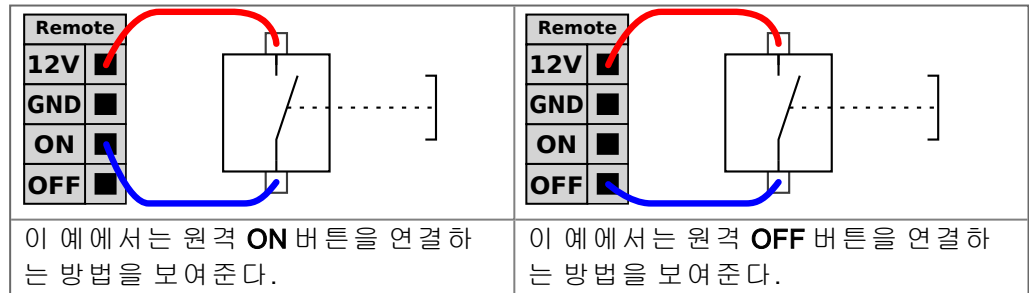 Remote
12V
GND
ON
OFF
Remote
12V
GND
ON
OFF
이 예에서는 원격 ON 버튼을 연결하
는 방법을 보여준다.
이 예에서는 원격 OFF 버튼을 연결하
는 방법을 보여준다.